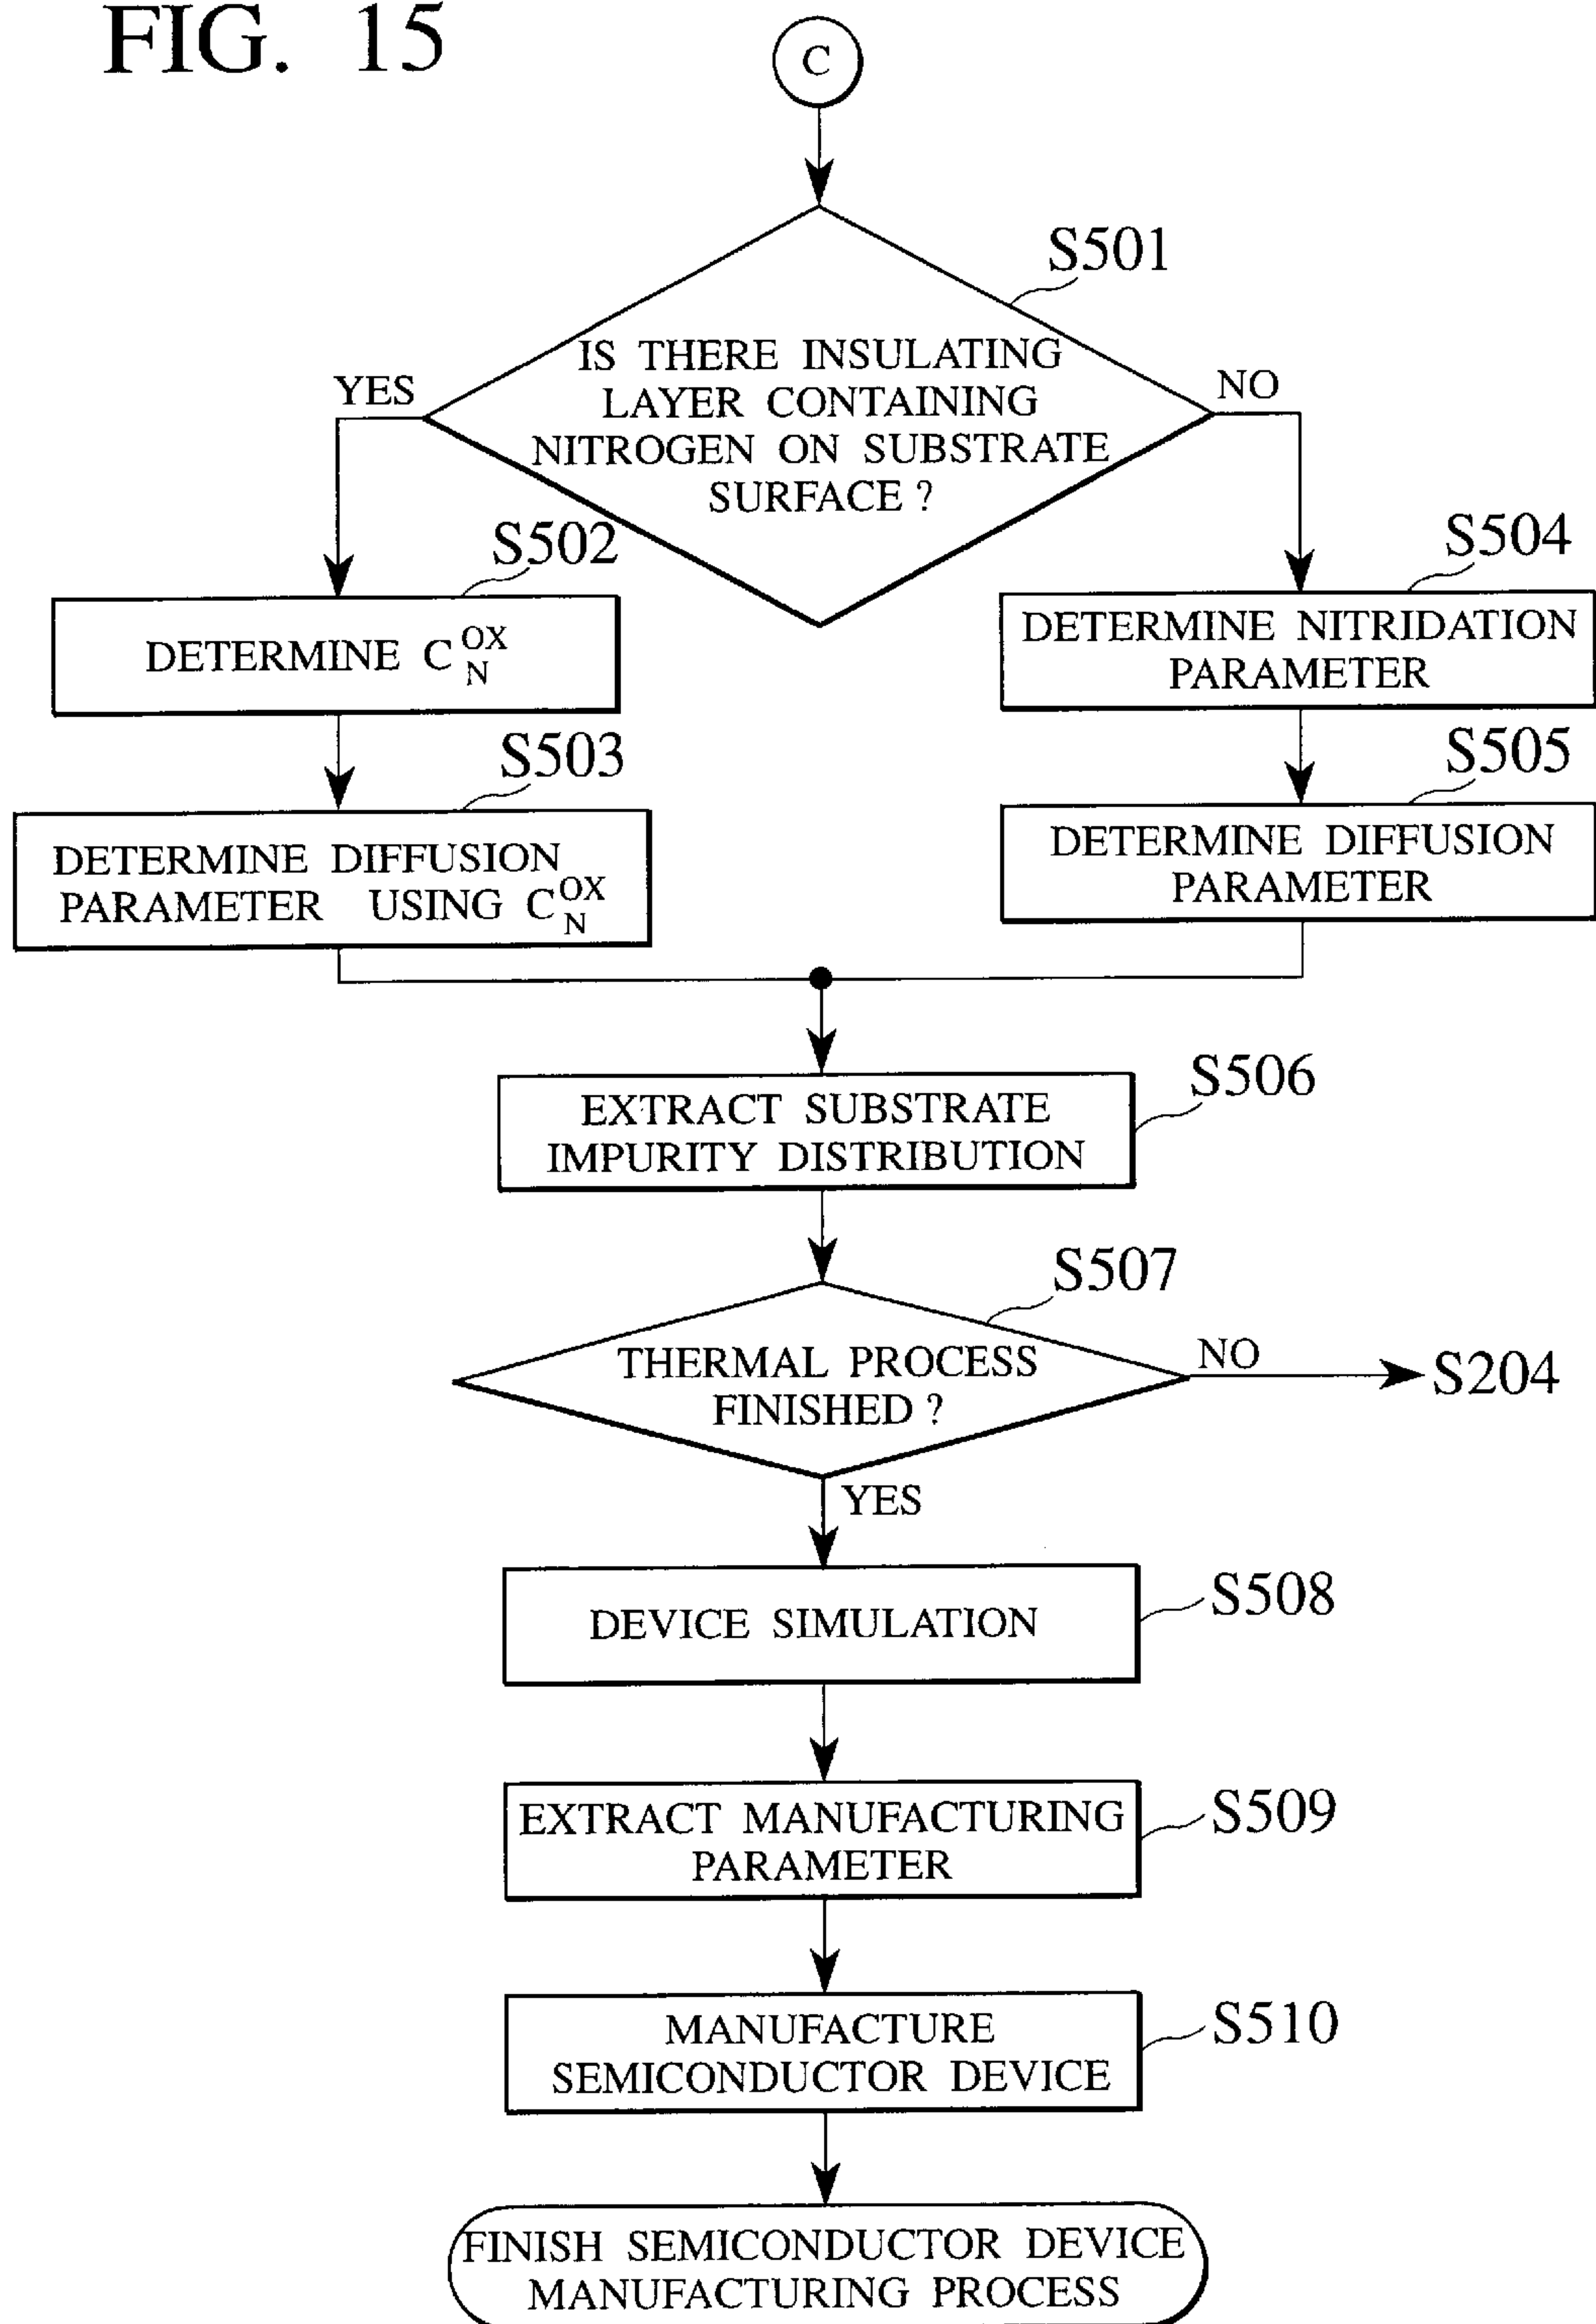 FIG. 15
C
S501
IS THERE INSULATING
LAYER CONTAINING
NITROGEN ON SUBSTRATE
SURFACE ?
YES
NO
S502
DETERMINE C_N^OX
S504
DETERMINE NITRIDATION
PARAMETER
S503
DETERMINE DIFFUSION
PARAMETER USING C_N^OX
S505
DETERMINE DIFFUSION
PARAMETER
S506
EXTRACT SUBSTRATE
IMPURITY DISTRIBUTION
S507
THERMAL PROCESS
FINISHED ?
NO
S204
YES
DEVICE SIMULATION
S508
EXTRACT MANUFACTURING
PARAMETER
S509
MANUFACTURE
SEMICONDUCTOR DEVICE
S510
FINISH SEMICONDUCTOR DEVICE
MANUFACTURING PROCESS